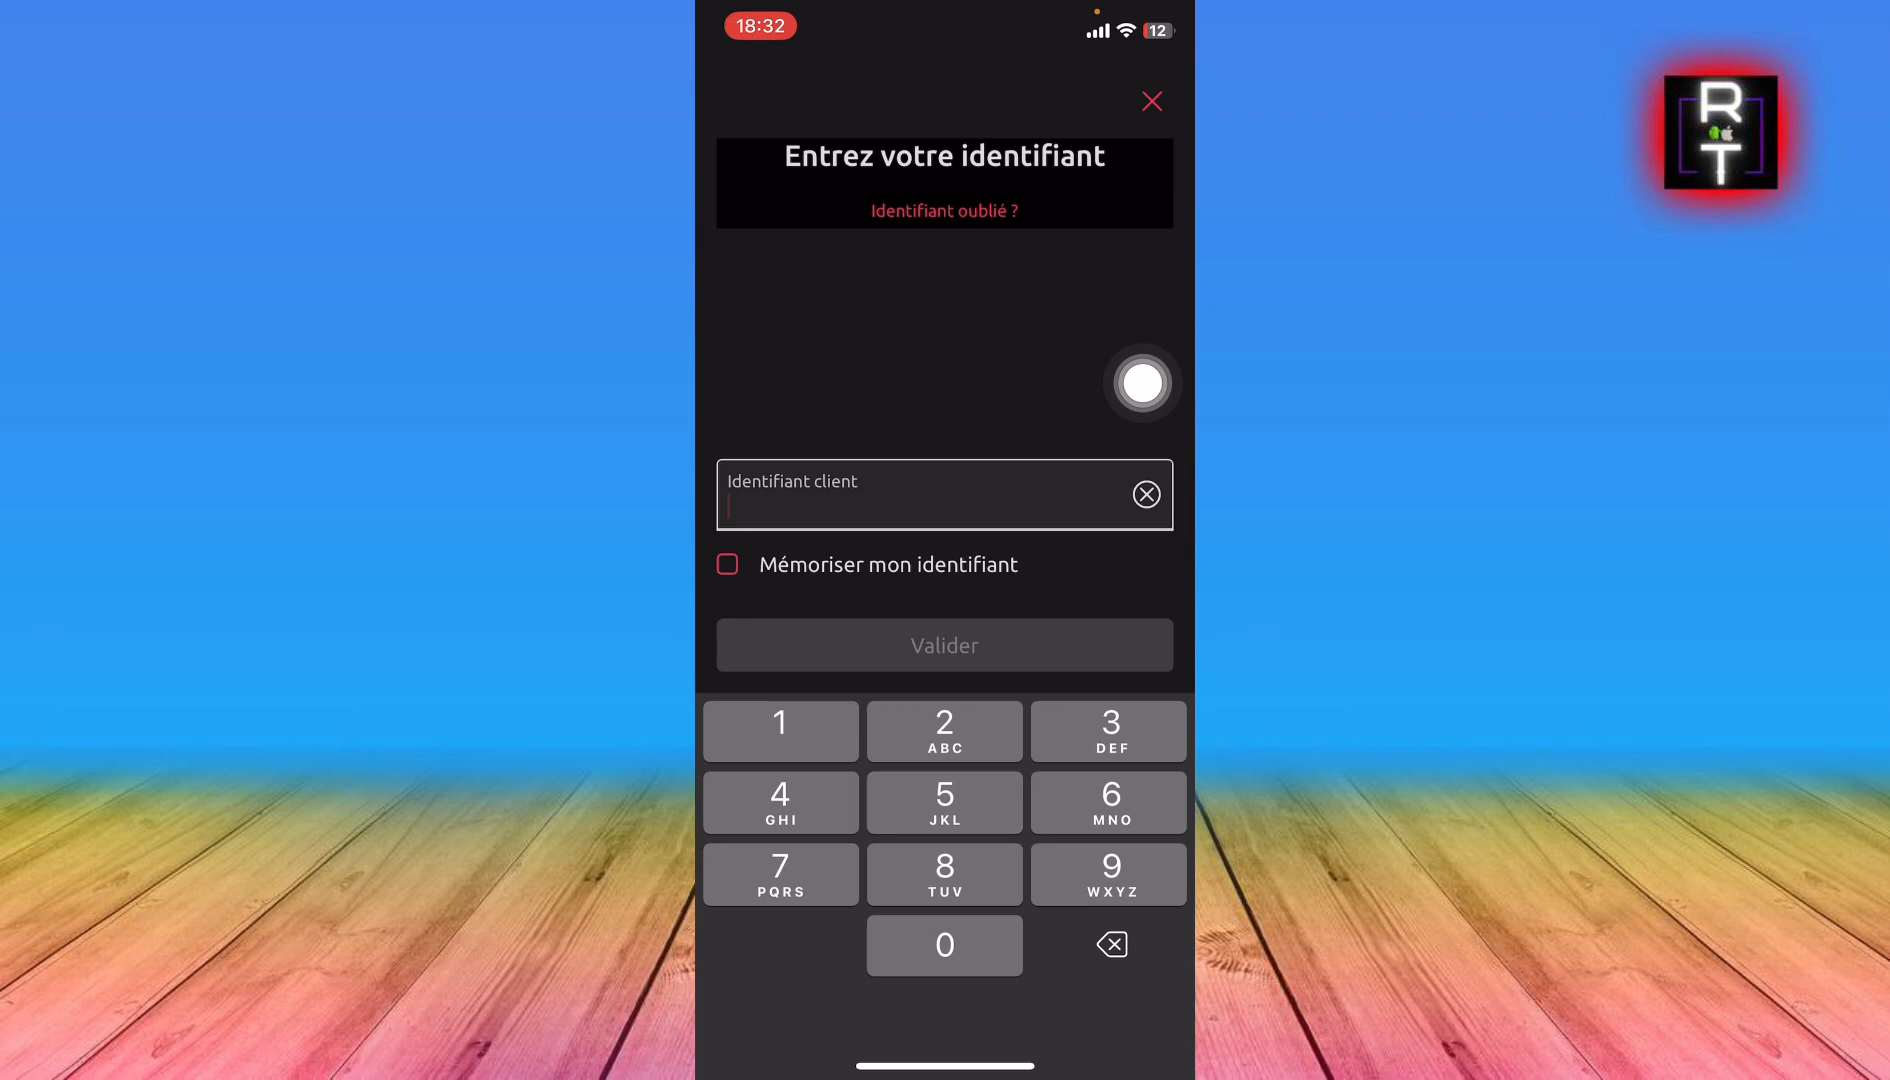 18:32
12
R
T
Entrez votre identifiant
Identifiant oublié ?
Identifiant client
Mémoriser mon identifiant
Valider
1
2
ABC
3
DEF
4
GHI
5
JKL
6
MNO
7
PQRS
8
TUV
9
WXYZ
0